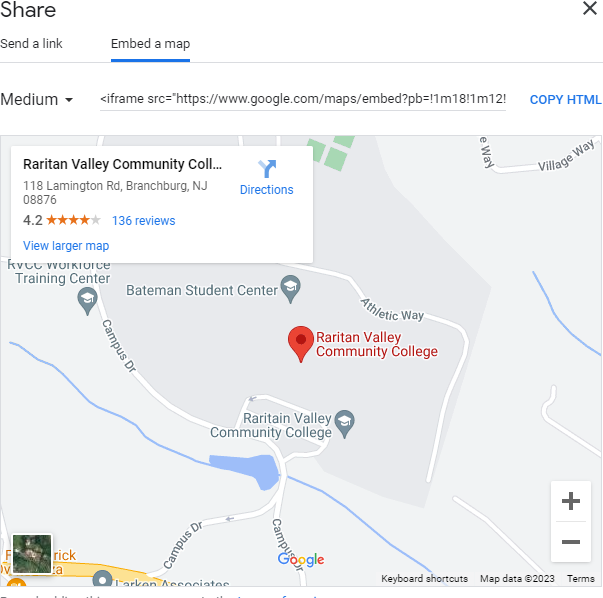 Share
Send a link
Embed a map
Medium
<iframe src="https://www.google.com/maps/embed?pb=!1m18!1m12!
COPY HTML
Raritan Valley Community Coll...
118 Lamington Rd, Branchburg, NJ
08876
Directions
4.2
136 reviews
View larger map
e Way
Village Way
RVCC Workforce
Training Center
Bateman Student Center
Athletic Way
Raritan Valley
Community College
Campus Dr
Raritain Valley
Community College
Campus Dr
Campus Dr
Google
Larken Associates
Keyboard shortcuts
Map data ©2023
Terms